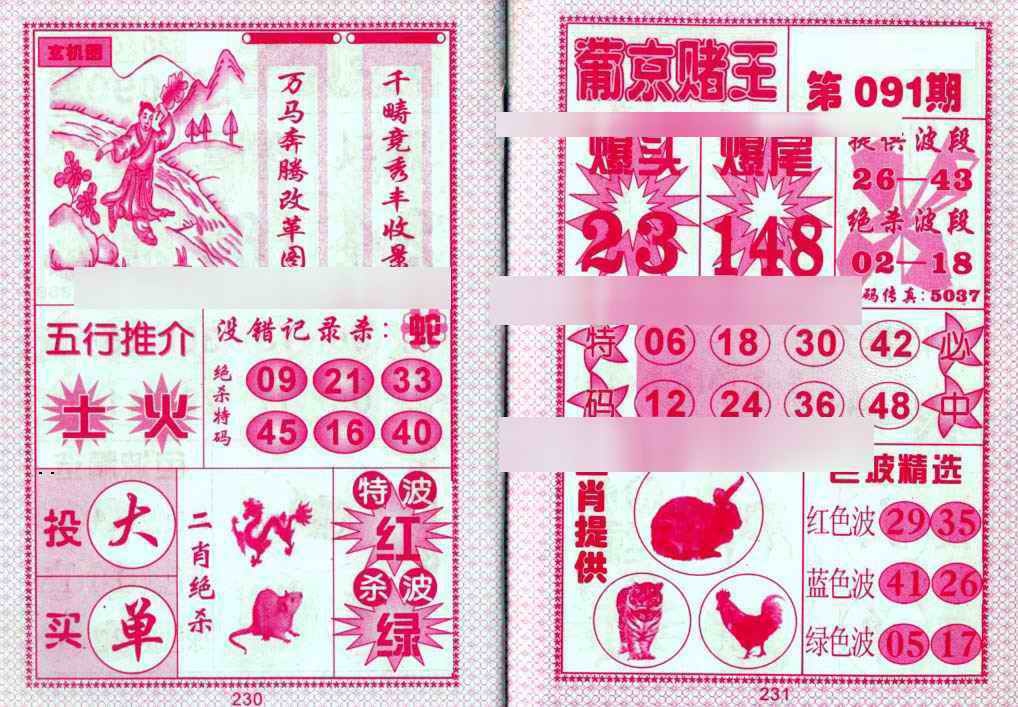 玄机图
万马奔腾改革图
千畴竞秀丰收景
五行推介
土 火
没错记录杀：蛇
绝杀特码
09 21 33
45 16 40
投 大
买 单
二肖绝杀
特波
红
杀波
绿
230
葡京赌王
第091期
爆头
23
爆尾
148
提供波段
26—43
绝杀波段
02—18
码传真：5037
特码
06 18 30 42
12 24 36 48
必中
肖提供
色波精选
红色波 29 35
蓝色波 41 26
绿色波 05 17
231